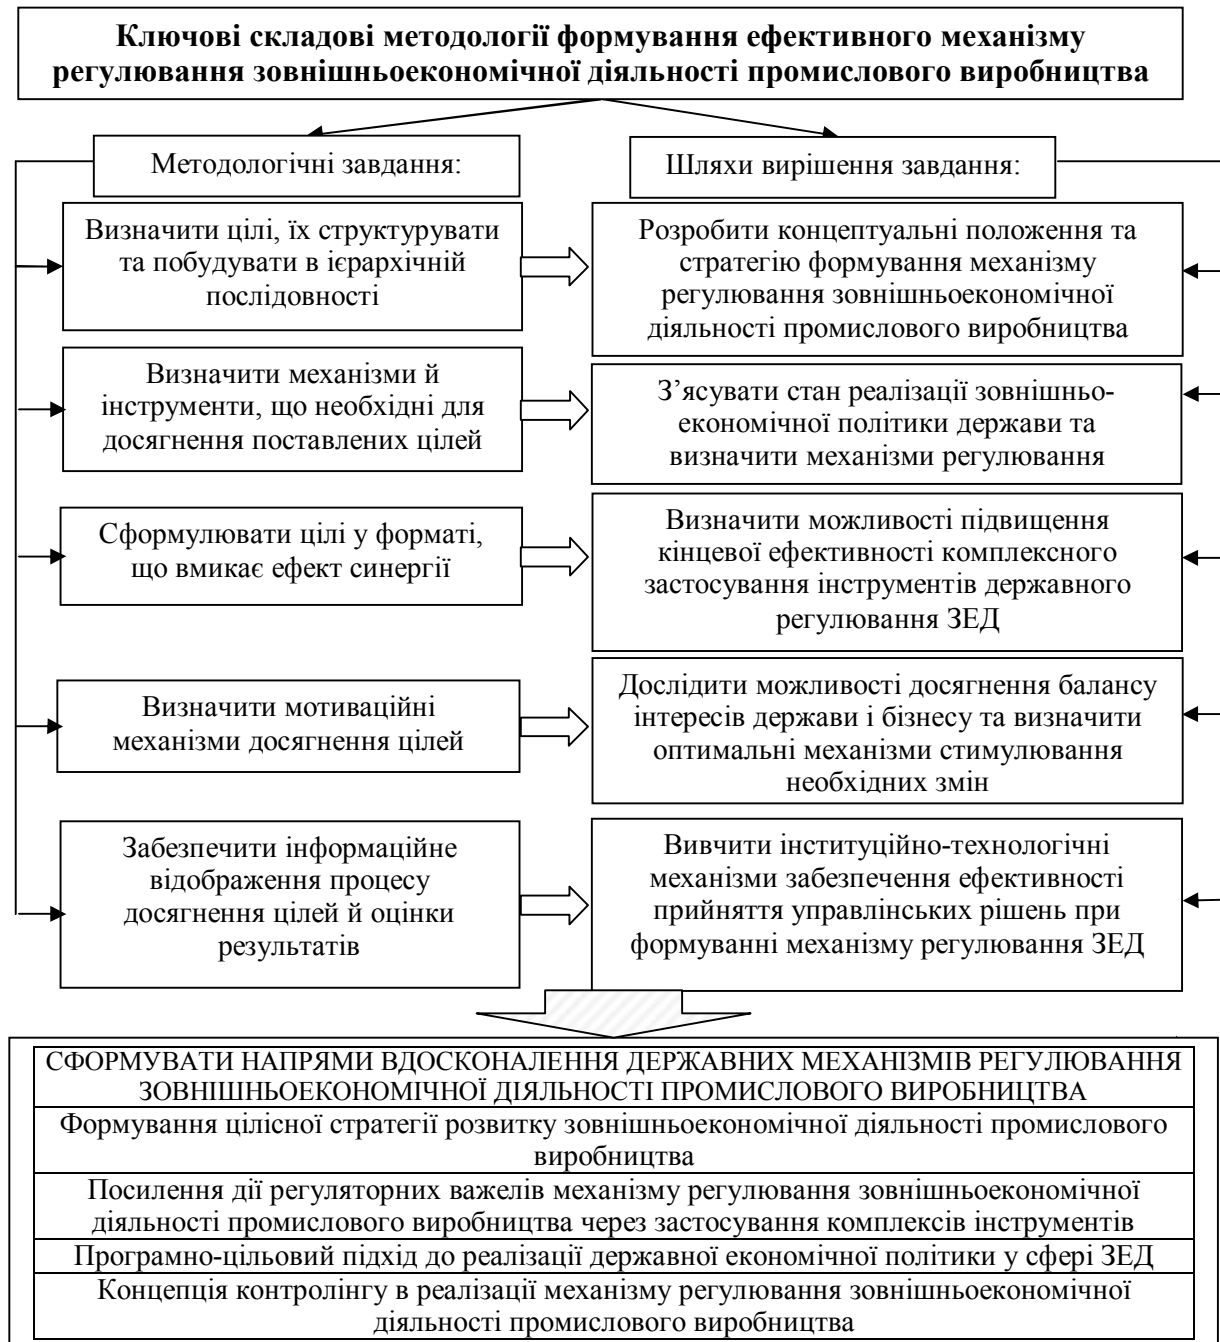 Ключові складові методології формування ефективного механізму
регулювання зовнішньоекономічної діяльності промислового виробництва
Методологічні завдання:
Шляхи вирішення завдання:
Визначити цілі, їх структурувати
та побудувати в ієрархічній
послідовності
Розробити концептуальні положення та
стратегію формування механізму
регулювання зовнішньоекономічної
діяльності промислового виробництва
Визначити механізми й
інструменти, що необхідні для
досягнення поставлених цілей
З’ясувати стан реалізації зовнішньо-
економічної політики держави та
визначити механізми регулювання
Сформулювати цілі у форматі,
що вмикає ефект синергії
Визначити можливості підвищення
кінцевої ефективності комплексного
застосування інструментів державного
регулювання ЗЕД
Визначити мотиваційні
механізми досягнення цілей
Дослідити можливості досягнення балансу
інтересів держави і бізнесу та визначити
оптимальні механізми стимулювання
необхідних змін
Забезпечити інформаційне
відображення процесу
досягнення цілей й оцінки
результатів
Вивчити інституційно-технологічні
механізми забезпечення ефективності
прийняття управлінських рішень при
формуванні механізму регулювання ЗЕД
СФОРМУВАТИ НАПРЯМИ ВДОСКОНАЛЕННЯ ДЕРЖАВНИХ МЕХАНІЗМІВ РЕГУЛЮВАННЯ
ЗОВНІШНЬОЕКОНОМІЧНОЇ ДІЯЛЬНОСТІ ПРОМИСЛОВОГО ВИРОБНИЦТВА
Формування цілісної стратегії розвитку зовнішньоекономічної діяльності промислового
виробництва
Посилення дії регуляторних важелів механізму регулювання зовнішньоекономічної
діяльності промислового виробництва через застосування комплексів інструментів
Програмно-цільовий підхід до реалізації державної економічної політики у сфері ЗЕД
Концепція контролінгу в реалізації механізму регулювання зовнішньоекономічної
діяльності промислового виробництва